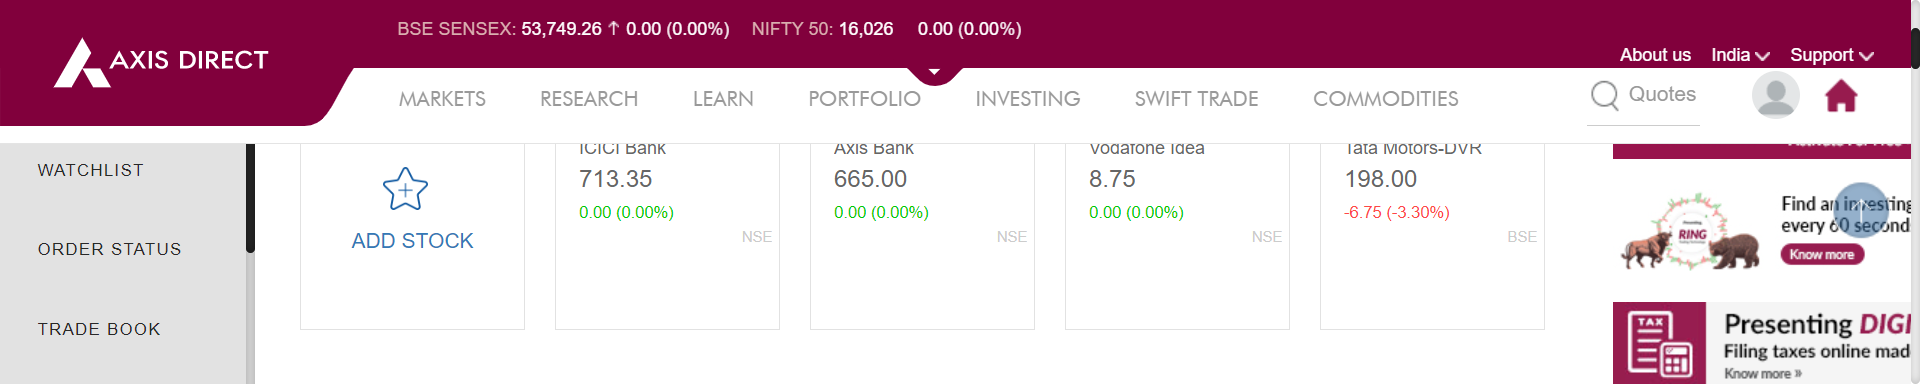 BSE SENSEX: 53,749.26 ↑ 0.00 (0.00%) NIFTY 50: 16,026 0.00 (0.00%)
AXIS DIRECT
About us India Support
MARKETS RESEARCH LEARN PORTFOLIO INVESTING SWIFT TRADE COMMODITIES Quotes
WATCHLIST
ORDER STATUS
TRADE BOOK
ADD STOCK
ICICI Bank
713.35
0.00 (0.00%)
NSE
Axis Bank
665.00
0.00 (0.00%)
NSE
Vodafone Idea
8.75
0.00 (0.00%)
NSE
Tata Motors-DVR
198.00
-6.75 (-3.30%)
BSE
RING
Find an investing
every 60 second
Know more
TAX
Presenting DIGI
Filing taxes online mad
Know more »